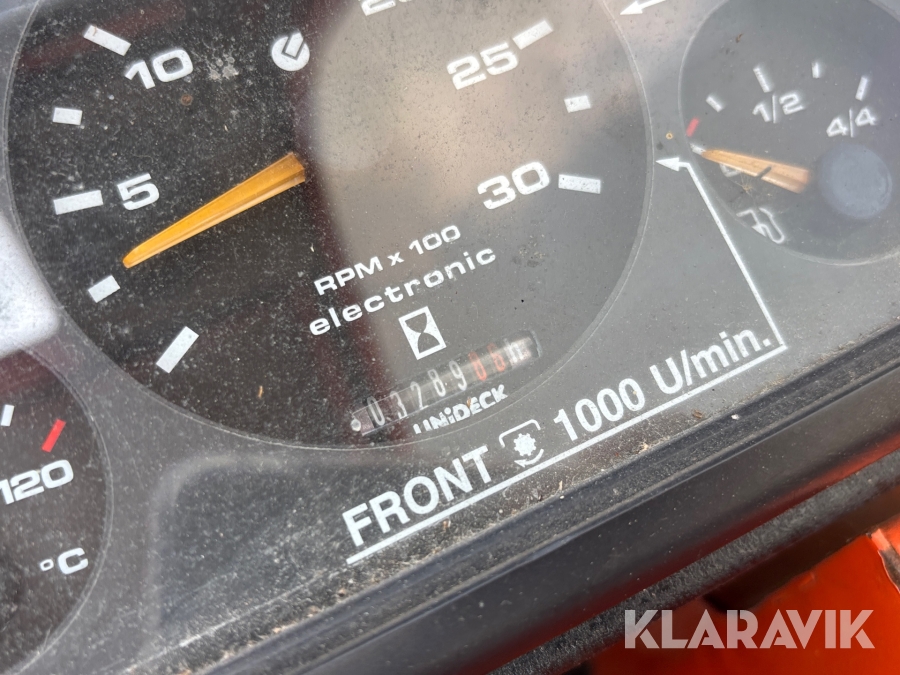 10
25
1/2
4/4
5
30
RPM x 100
electronic
UNiDECK
FRONT 1000 U/min.
120
°C
KLARAVIK